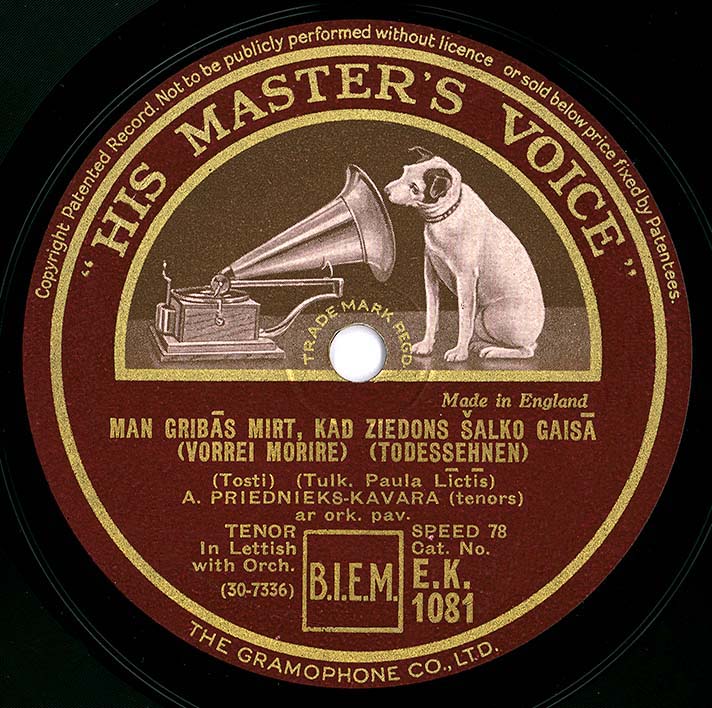 Copyright Patented Record. Not to be publicly performed without licence or sold below price fixed by Patentees.
"HIS MASTER'S VOICE"
TRADE MARK REGD.
Made in England
MAN GRIBĀS MIRT, KAD ZIEDONS ŠALKO GAISĀ
(VORREI MORIRE) (TODESSEHNEN)
(Tosti) (Tulk. Paula Līctīs)
A. PRIEDNIEKS-KAVARA (tenors)
ar ork. pav.
TENOR
In Lettish
with Orch.
(30-7336)
B.I.E.M.
SPEED 78
Cat. No.
E.K.
1081
THE GRAMOPHONE CO., LTD.